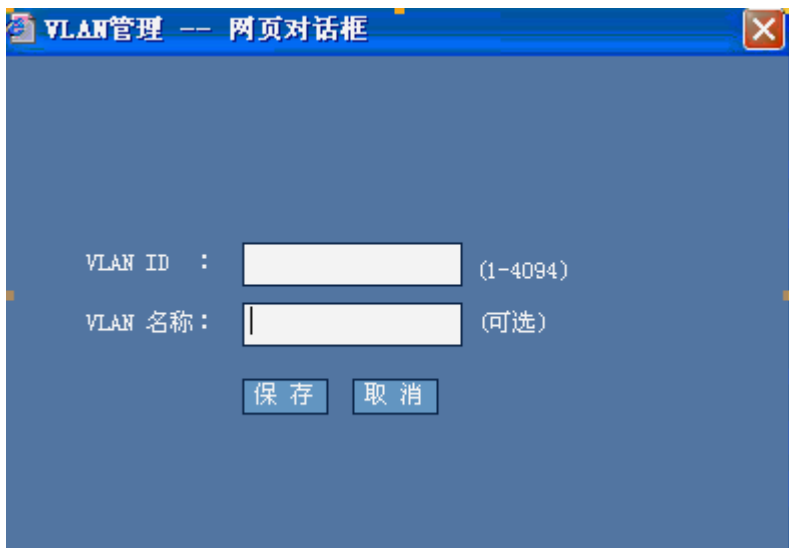 VLAN管理 -- 网页对话框
VLAN ID : (1-4094)
VLAN 名称: (可选)
保存 取消